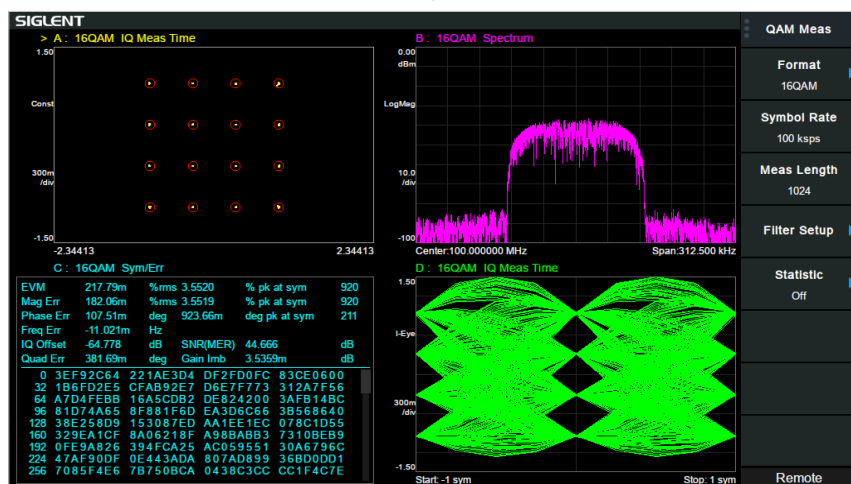 SIGLENT
> A : 16QAM IQ Meas Time
1.50
Const
300m
/div
-1.50
-2.34413
2.34413
B : 16QAM Spectrum
0.00
dBm
LogMag
10.0
/div
-100
Center:100.000000 MHz
Span:312.500 kHz
C : 16QAM Sym/Err
EVM 217.79m %rms 3.5520 % pk at sym 920
Mag Err 182.06m %rms 3.5519 % pk at sym 920
Phase Err 107.51m deg 923.66m deg pk at sym 211
Freq Err -11.021m Hz
IQ Offset -64.778 dB SNR(MER) 44.666 dB
Quad Err 381.69m deg Gain Imb 3.5359m dB
0 3EF92C64 221AE3D4 DF2FD0FC 83CE0600
32 1B6FD2E5 CFAB92E7 D6E7F773 312A7F56
64 A7D4FEBB 16A5CDB2 DE824200 3AFB14BC
96 81D74A65 8F881F6D EA3D6C66 3B568640
128 38E258D9 153087ED AA1EE1EC 078C1D55
160 329EA1CF 8A06218F A98BABB3 7310BEB9
192 0FE9A826 394FCA25 AC059551 30A6796C
224 47AF90DF 0E443ADA 807AD899 36BD0DD1
256 7085F4E6 7B750BCA 0438C3CC CC1F4C7E
D : 16QAM IQ Meas Time
1.50
I-Eye
300m
/div
-1.50
Start: -1 sym
Stop: 1 sym
QAM Meas
Format
16QAM
Symbol Rate
100 ksps
Meas Length
1024
Filter Setup
Statistic
Off
Remote